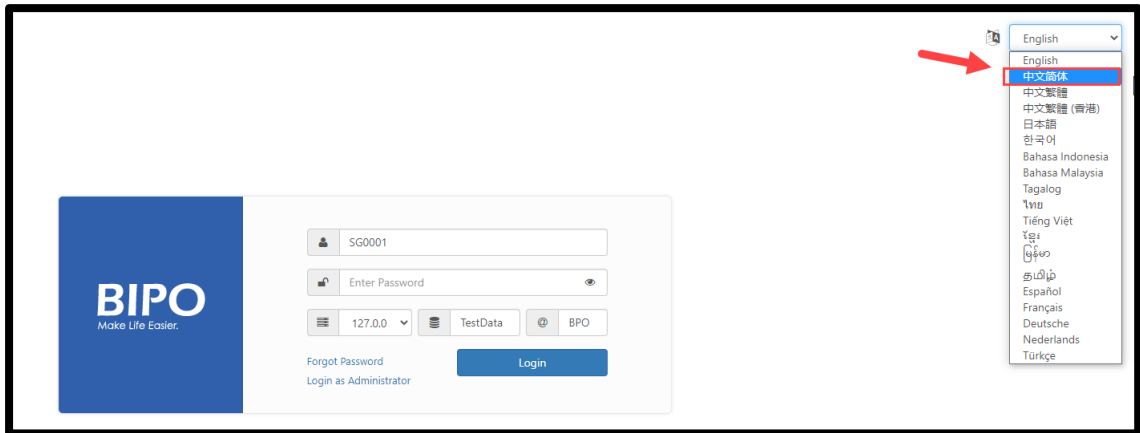 English
English
中文简体
中文繁體
中文繁體 (香港)
日本語
한국어
Bahasa Indonesia
Bahasa Malaysia
Tagalog
ไทย
Tiếng Việt
ខ្មែរ
မြန်မာ
தமிழ்
Español
Français
Deutsche
Nederlands
Türkçe
BIPO
Make Life Easier.
SG0001
Enter Password
127.0.0 TestData @ BPO
Forgot Password Login
Login as Administrator